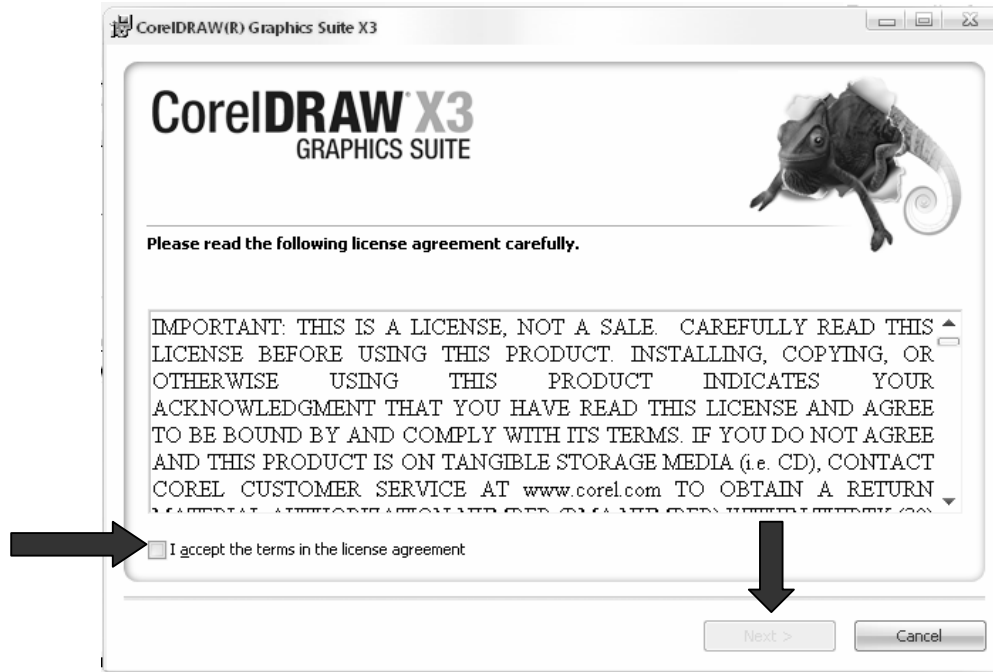 CorelDRAW(R) Graphics Suite X3
CorelDRAW® X3
GRAPHICS SUITE
Please read the following license agreement carefully.
IMPORTANT: THIS IS A LICENSE, NOT A SALE. CAREFULLY READ THIS
LICENSE BEFORE USING THIS PRODUCT. INSTALLING, COPYING, OR
OTHERWISE USING THIS PRODUCT INDICATES YOUR
ACKNOWLEDGMENT THAT YOU HAVE READ THIS LICENSE AND AGREE
TO BE BOUND BY AND COMPLY WITH ITS TERMS. IF YOU DO NOT AGREE
AND THIS PRODUCT IS ON TANGIBLE STORAGE MEDIA (i.e. CD), CONTACT
COREL CUSTOMER SERVICE AT www.corel.com TO OBTAIN A RETURN
I accept the terms in the license agreement
Next >
Cancel